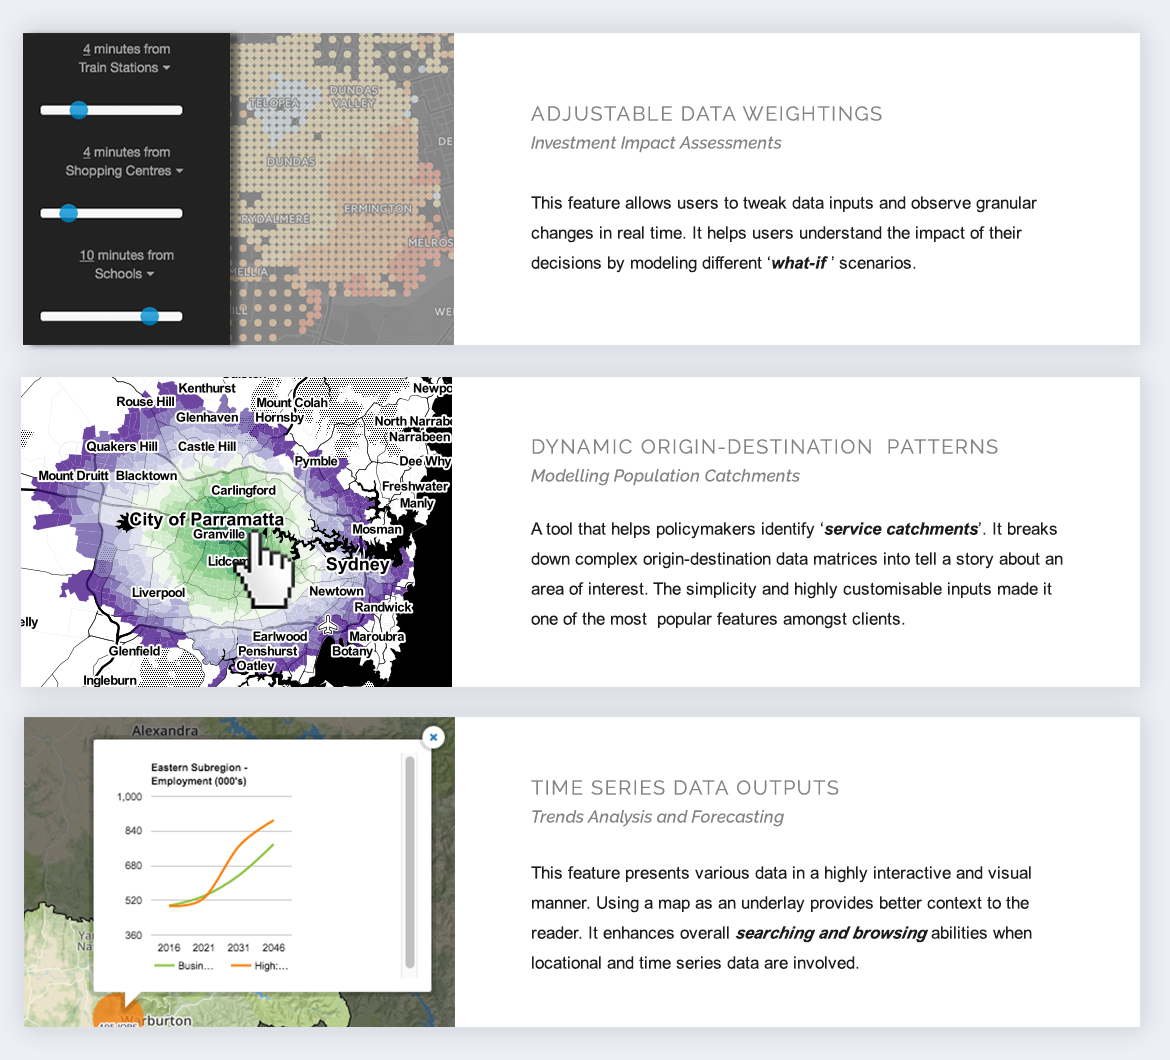 4 minutes from
Train Stations
4 minutes from
Shopping Centres
10 minutes from
Schools
TELOPEA
DUNDAS
VALLEY
DUNDAS
DE
RYDALMERE
ERMINGTON
MELROS
MELLIA
ILL
WE
ADJUSTABLE DATA WEIGHTINGS
Investment Impact Assessments
This feature allows users to tweak data inputs and observe granular
changes in real time. It helps users understand the impact of their
decisions by modeling different ‘what-if ’ scenarios.
Kenthurst
Newpo
Rouse Hill
Mount Colah
Glenhaven
Hornsby
North Narrabe
Narrabeen
Quakers Hill
Castle Hill
Pymble
Dee Why
Mount Druitt
Blacktown
Carlingford
Freshwater
Manly
City of Parramatta
Granville
Mosman
Lidcom
Sydney
Liverpool
Newtown
Randwick
elly
Earlwood
Maroubra
Glenfield
Penshurst
Botany
Oatley
Ingleburn
DYNAMIC ORIGIN-DESTINATION  PATTERNS
Modelling Population Catchments
A tool that helps policymakers identify ‘service catchments’. It breaks
down complex origin-destination data matrices into tell a story about an
area of interest. The simplicity and highly customisable inputs made it
one of the most  popular features amongst clients.
Alexandra
Eastern Subregion -
Employment (000's)
1,000
840
680
520
360
2016 2021 2031 2046
Busin... High:...
Ya
Na
Warburton
TIME SERIES DATA OUTPUTS
Trends Analysis and Forecasting
This feature presents various data in a highly interactive and visual
manner. Using a map as an underlay provides better context to the
reader. It enhances overall searching and browsing abilities when
locational and time series data are involved.